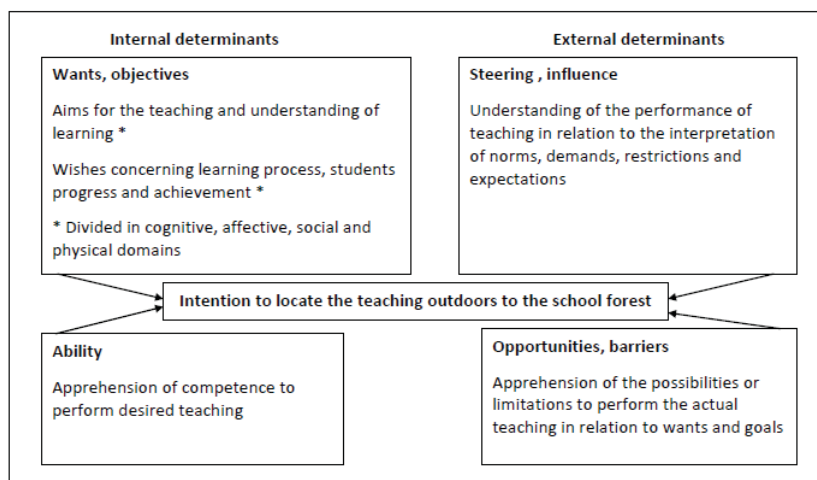 Internal determinants
External determinants
Wants, objectives
Aims for the teaching and understanding of
learning *
Wishes concerning learning process, students
progress and achievement *
* Divided in cognitive, affective, social and
physical domains
Steering , influence
Understanding of the performance of
teaching in relation to the interpretation
of norms, demands, restrictions and
expectations
Intention to locate the teaching outdoors to the school forest
Ability
Apprehension of competence to
perform desired teaching
Opportunities, barriers
Apprehension of the possibilities or
limitations to perform the actual
teaching in relation to wants and goals